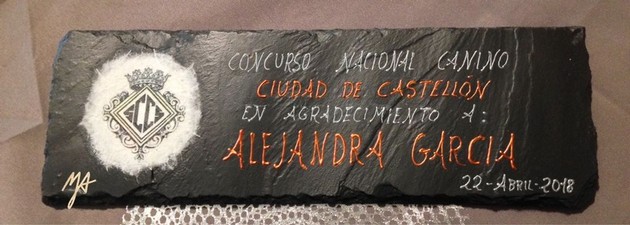 CONCURSO NACIONAL CANINO
CIUDAD DE CASTELLÓN
EN AGRADECIMIENTO A:
ALEJANDRA GARCIA
22-ABRIL-2018
MA